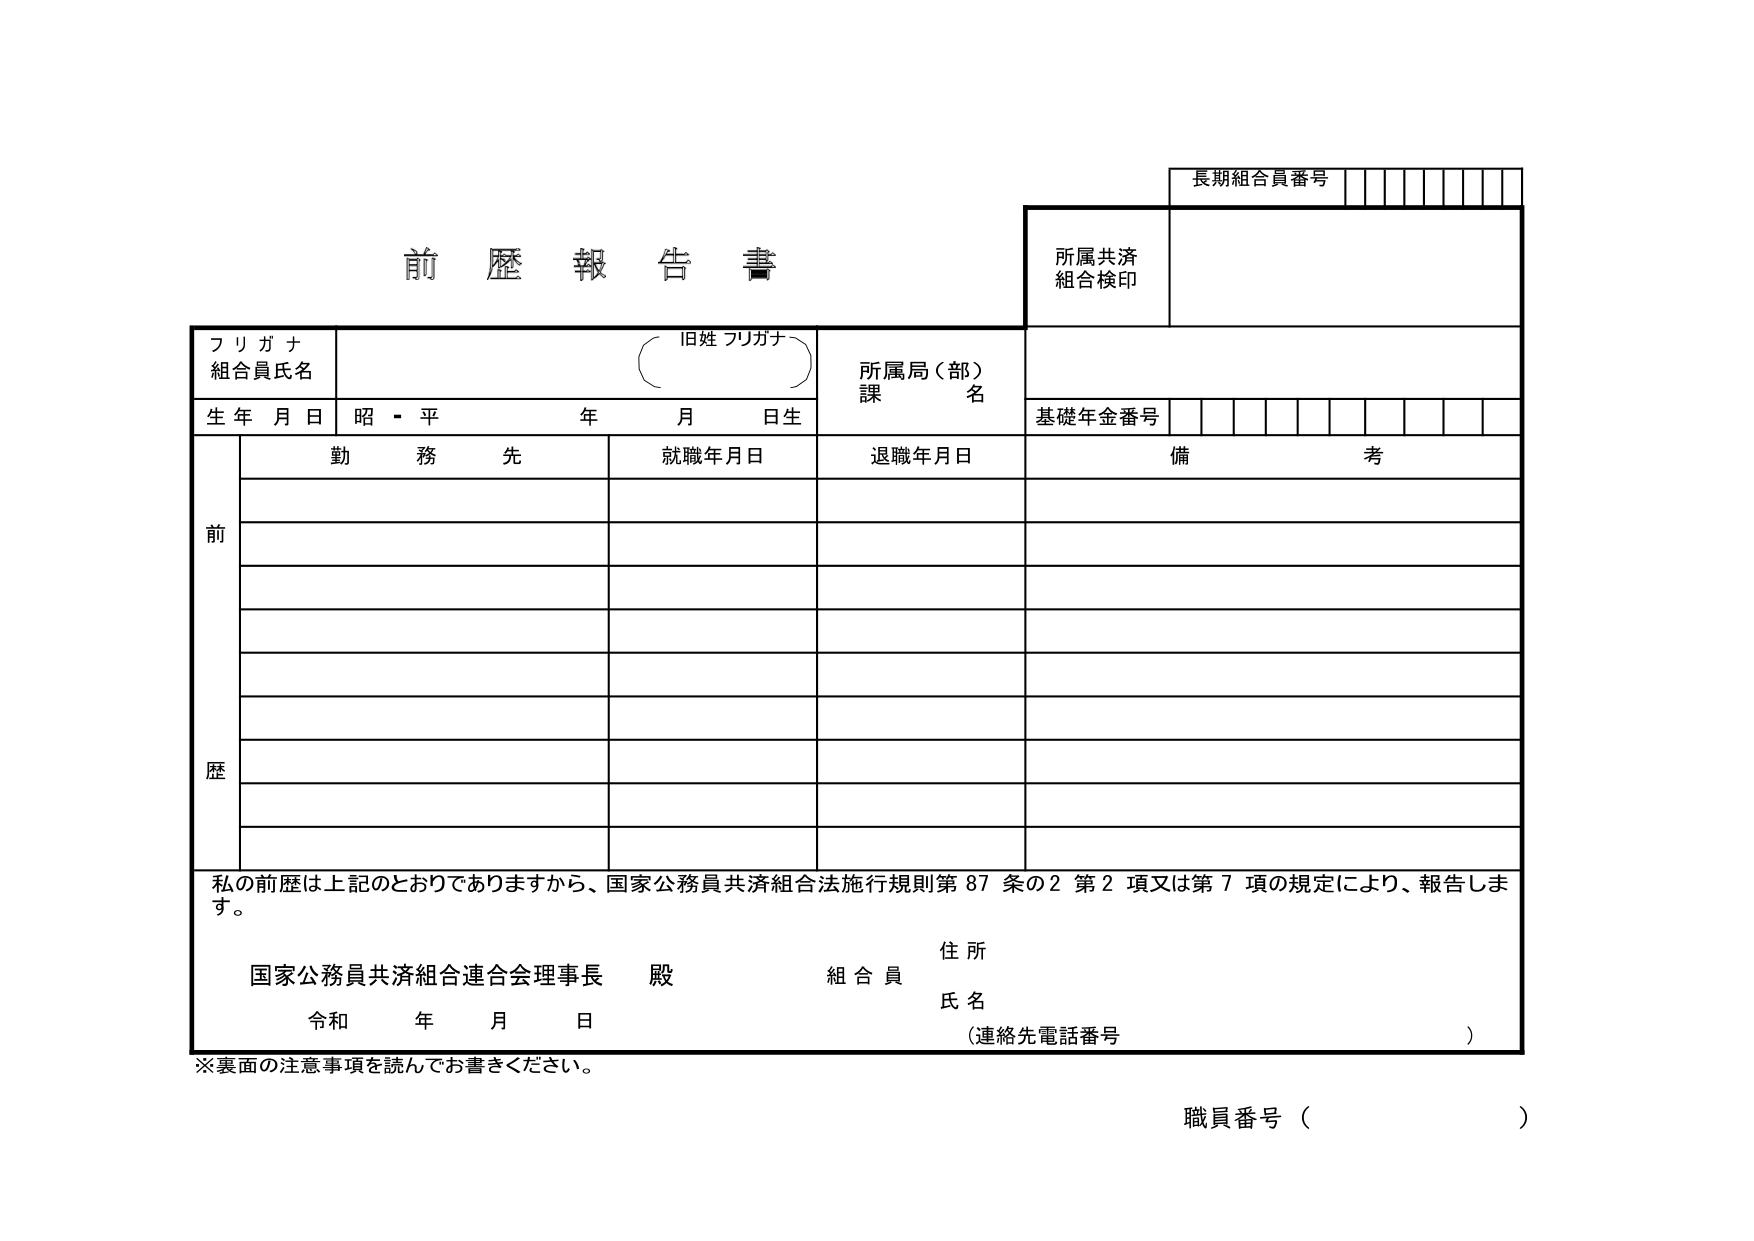 長期組合員番号
前歴報告書
所属共済
組合検印
フリガナ
組合員氏名
旧姓 フリガナ
所属局（部）
課　　　名
生年月日
昭 - 平　　　年　　　月　　　日生
基礎年金番号
勤　務　先
就職年月日
退職年月日
備　　　考
前
歴
私の前歴は上記のとおりでありますから、国家公務員共済組合法施行規則第 87 条の2 第2 項又は第 7 項の規定により、報告しま
す。
住所
国家公務員共済組合連合会理事長　殿
組合員
氏名
令和　　年　　月　　日
（連絡先電話番号　　　　　　　　）
※裏面の注意事項を読んでお書きください。
職員番号（　　　　　　）